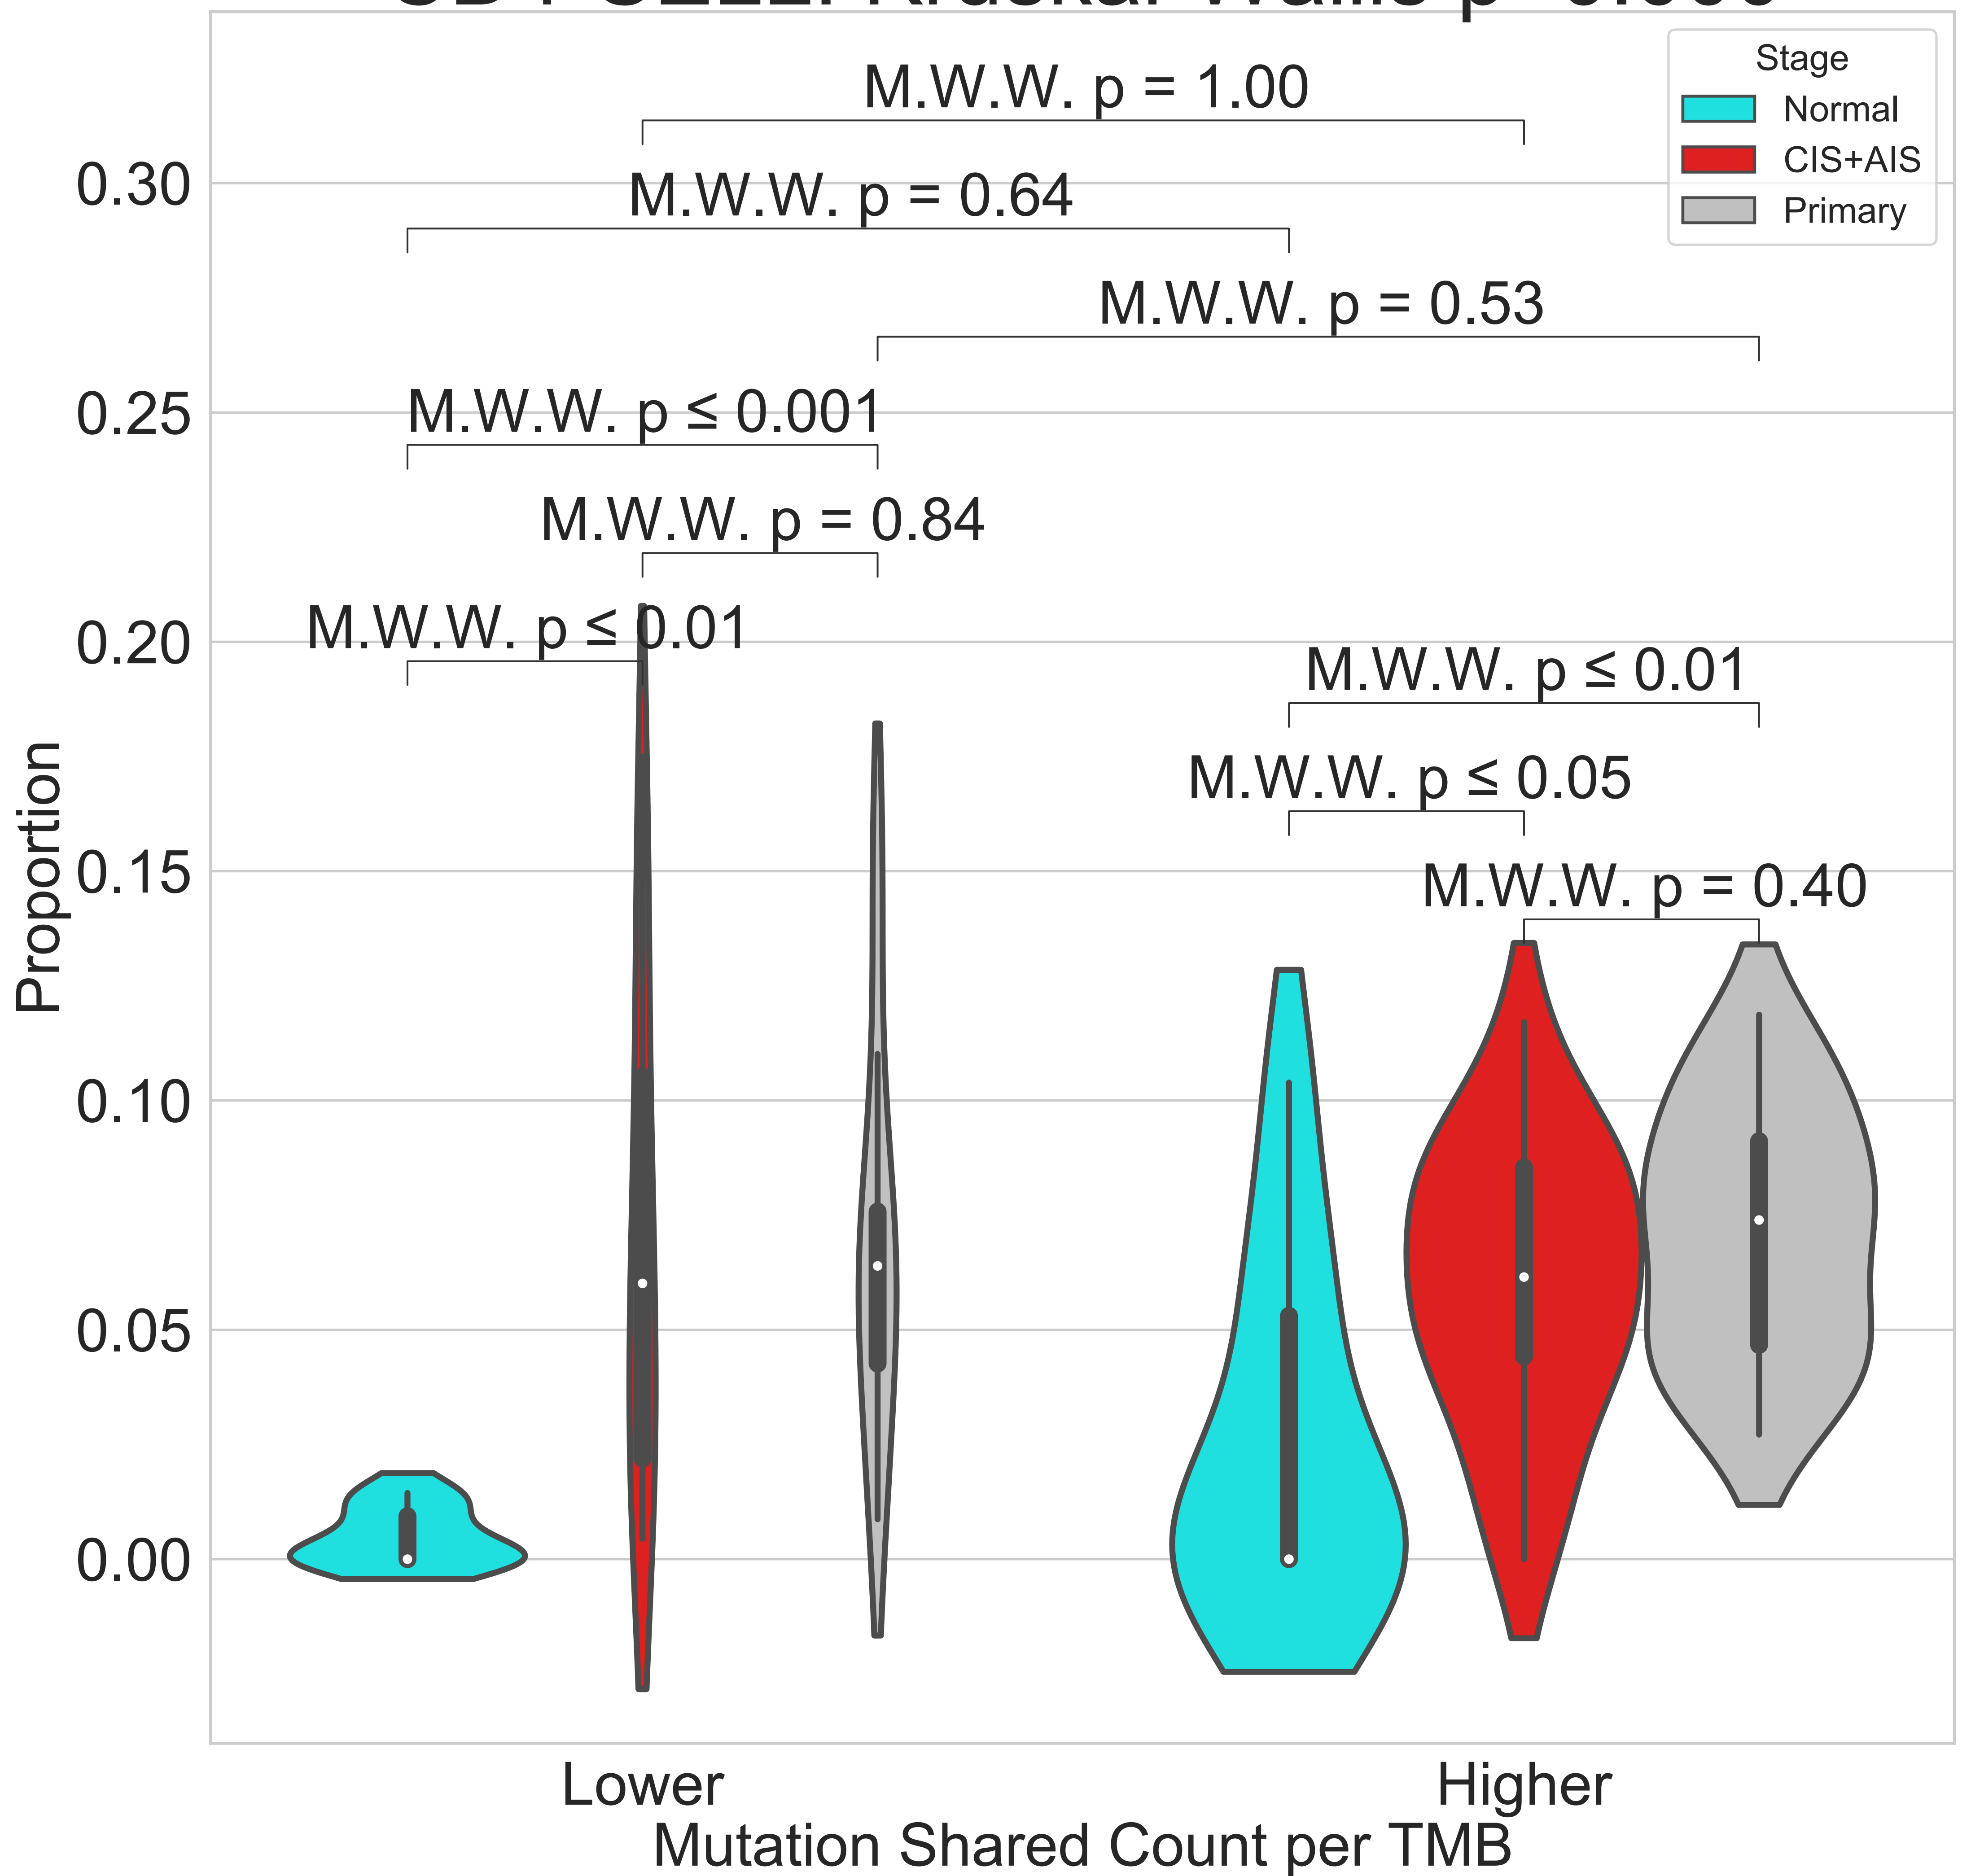 Stage
Normal
CIS+AIS
Primary
M.W.W. p = 1.00
M.W.W. p = 0.64
M.W.W. p = 0.53
M.W.W. p ≤ 0.001
M.W.W. p = 0.84
M.W.W. p ≤ 0.01
M.W.W. p ≤ 0.01
M.W.W. p ≤ 0.05
M.W.W. p = 0.40
0.30
0.25
0.20
0.15
0.10
0.05
0.00
Proportion
Lower
Higher
Mutation Shared Count per TMB